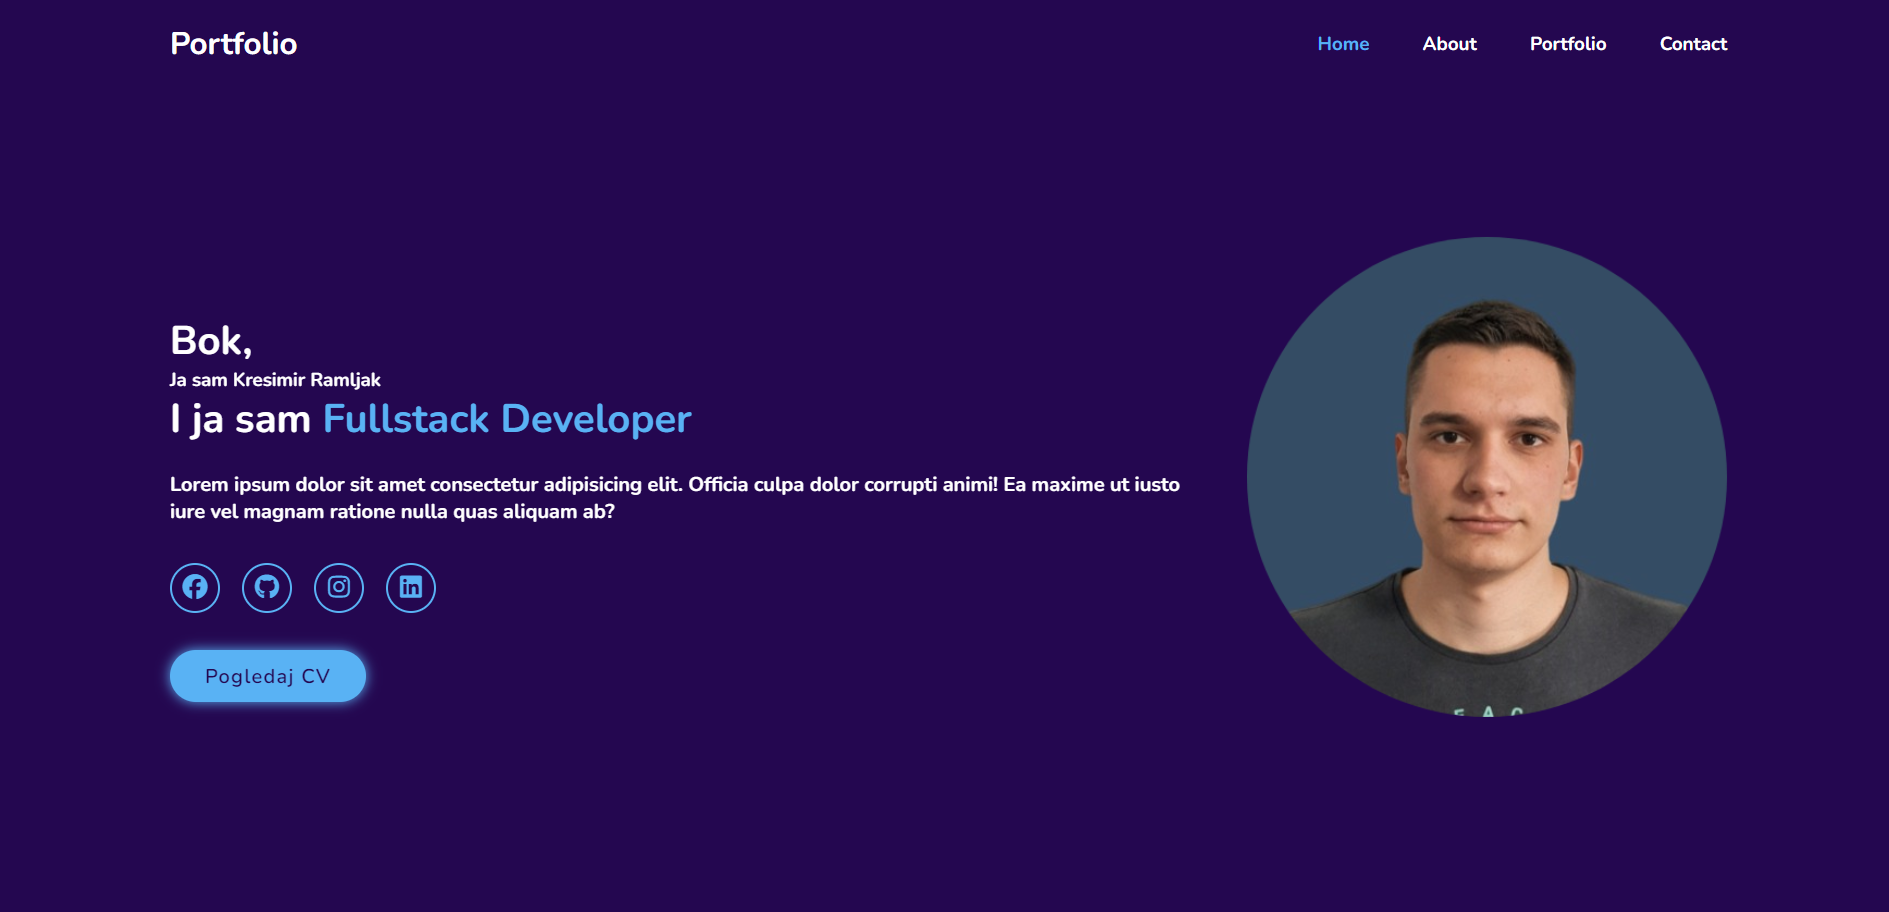 Portfolio
Home About Portfolio Contact
Bok,
Ja sam Kresimir Ramljak
I ja sam Fullstack Developer
Lorem ipsum dolor sit amet consectetur adipisicing elit. Officia culpa dolor corrupti animi! Ea maxime ut iusto
iure vel magnam ratione nulla quas aliquam ab?
Pogledaj CV